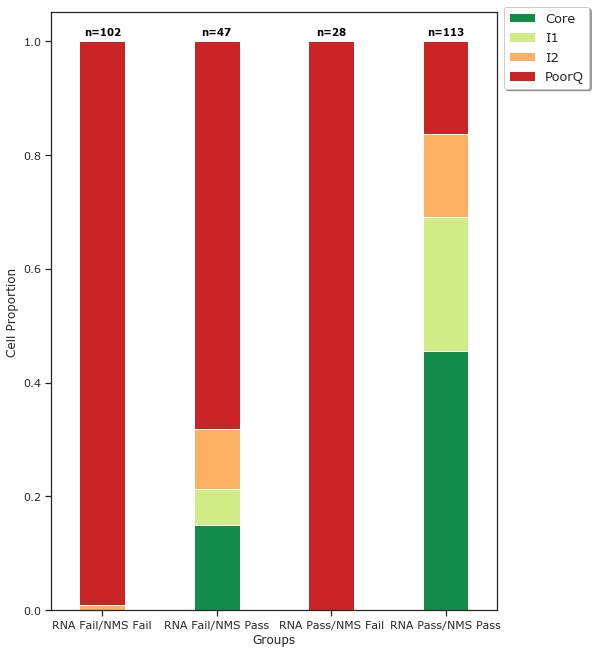 n=102 n=47 n=28 n=113
Core
I1
I2
PoorQ
1.0
0.8
0.6
0.4
0.2
0.0
Cell Proportion
RNA Fail/NMS Fail RNA Fail/NMS Pass RNA Pass/NMS Fail RNA Pass/NMS Pass
Groups